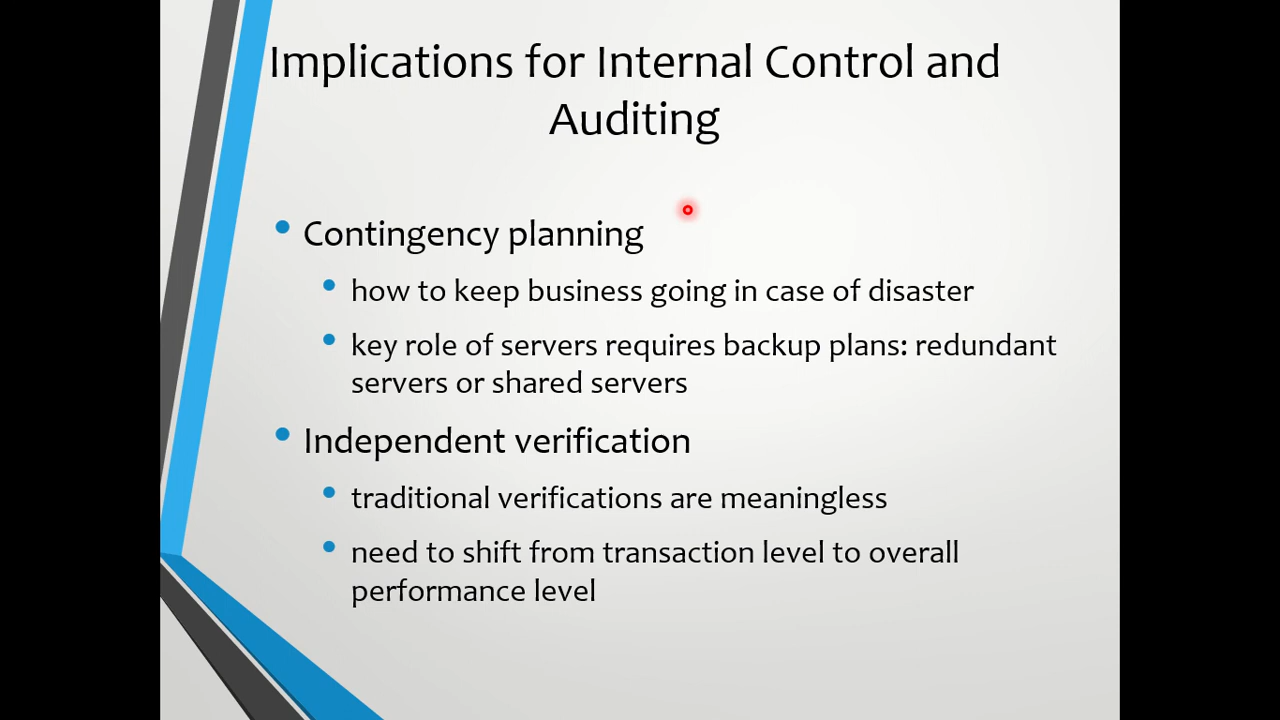 Implications for Internal Control and
Auditing
Contingency planning
how to keep business going in case of disaster
key role of servers requires backup plans: redundant
servers or shared servers
Independent verification
traditional verifications are meaningless
need to shift from transaction level to overall
performance level